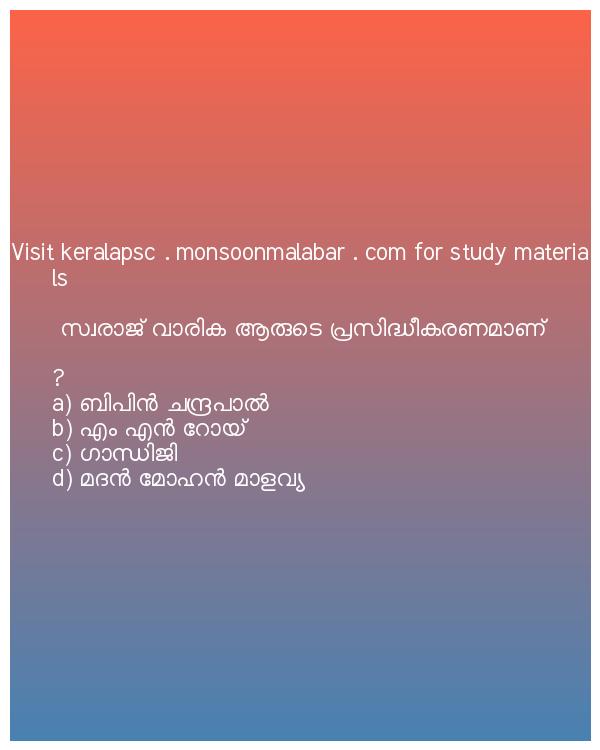 Visit keralapsc . monsoonmalabar . com for study materia
ls
സ്വരാജ് വാരിക ആരുടെ പ്രസിദ്ധീകരണമാണ്
?
a) ബിപിൻ ചന്ദ്രപാൽ
b) എം എൻ റോയ്
c) ഗാന്ധിജി
d) മദൻ മോഹൻ മാളവ്യ